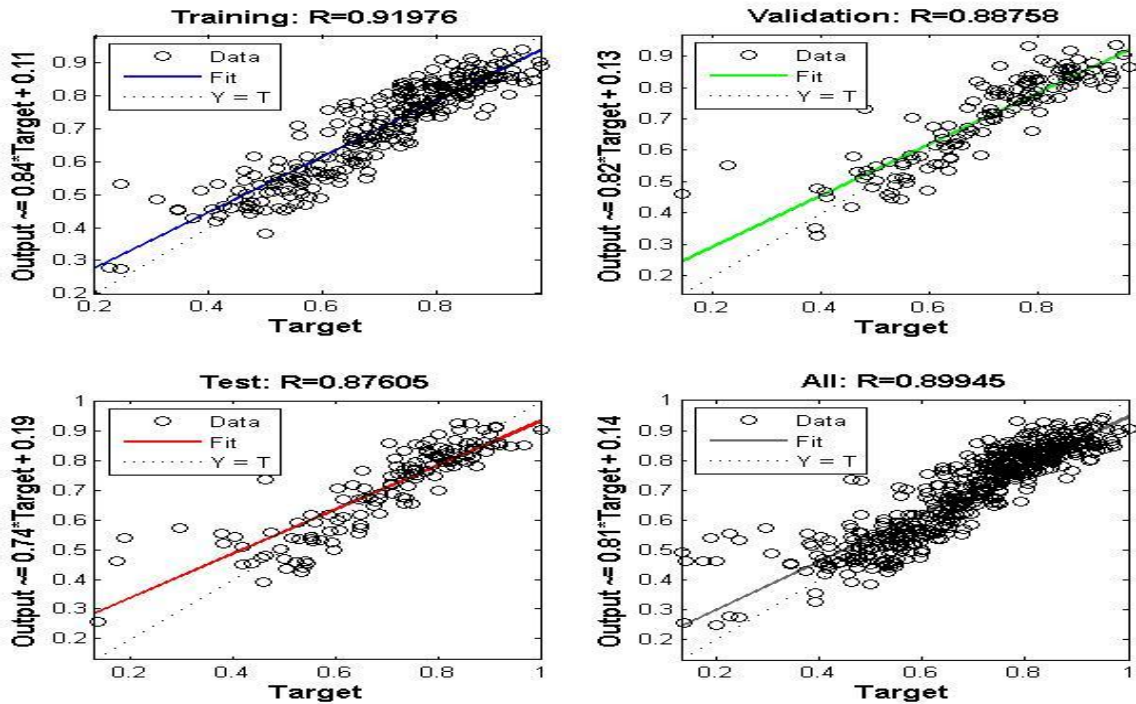 Training: R=0.91976
Output ~= 0.84*Target + 0.11
0.9
0.8
0.7
0.6
0.5
0.4
0.3
0.2
Data
Fit
Y = T
0.2 0.4 0.6 0.8
Target
Validation: R=0.88758
Output ~= 0.82*Target + 0.13
0.9
0.8
0.7
0.6
0.5
0.4
0.3
0.2
Data
Fit
Y = T
0.2 0.4 0.6 0.8
Target
Test: R=0.87605
Output ~= 0.74*Target + 0.19
1
0.9
0.8
0.7
0.6
0.5
0.4
0.3
0.2
Data
Fit
Y = T
0.2 0.4 0.6 0.8 1
Target
All: R=0.89945
Output ~= 0.81*Target + 0.14
1
0.9
0.8
0.7
0.6
0.5
0.4
0.3
0.2
Data
Fit
Y = T
0.2 0.4 0.6 0.8 1
Target